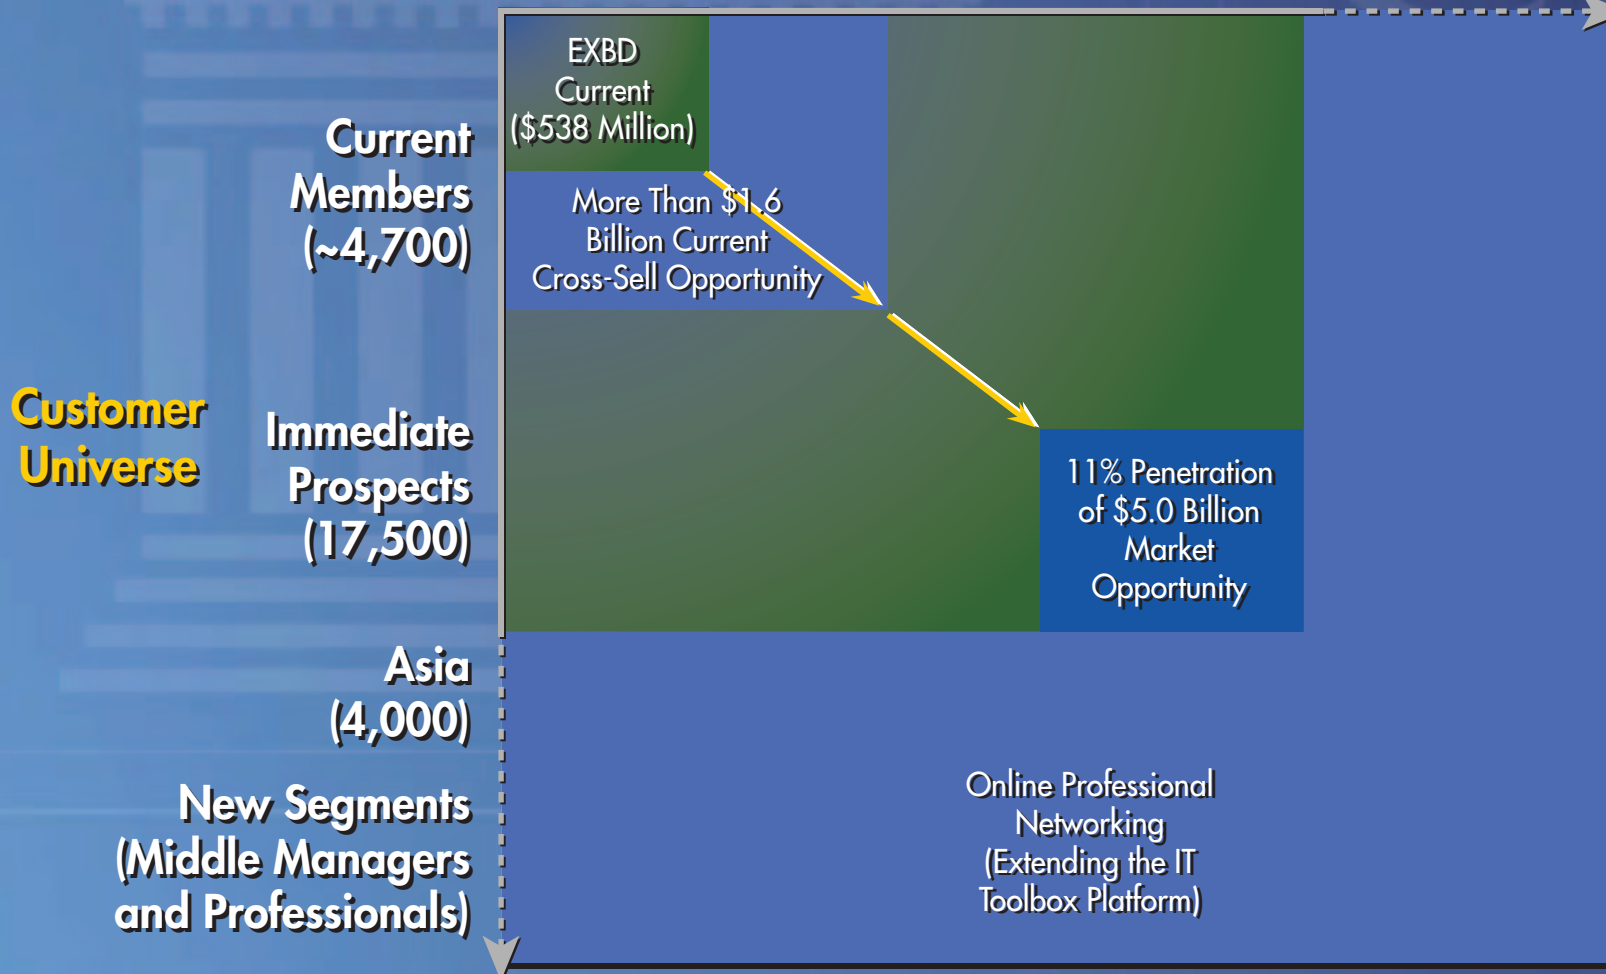 EXBD
Current
($538 Million)
Current
Members
(~4,700)
More Than $1.6
Billion Current
Cross-Sell Opportunity
Customer
Universe
Immediate
Prospects
(17,500)
11% Penetration
of $5.0 Billion
Market
Opportunity
Asia
(4,000)
New Segments
(Middle Managers
and Professionals)
Online Professional
Networking
(Extending the IT
Toolbox Platform)